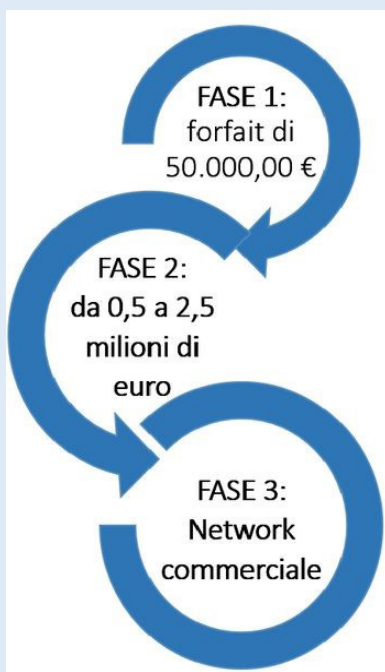 FASE 1:
forfait di
50.000,00 €
FASE 2:
da 0,5 a 2,5
milioni di
euro
FASE 3:
Network
commerciale